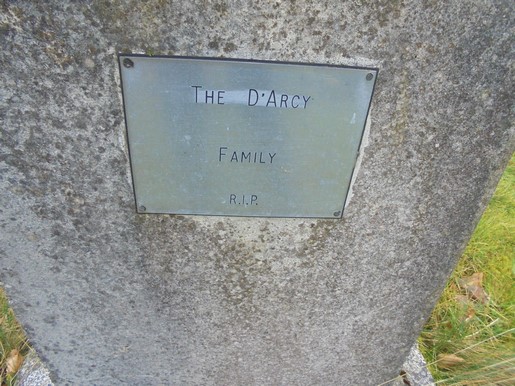 The D'Arcy
Family
R.I.P.